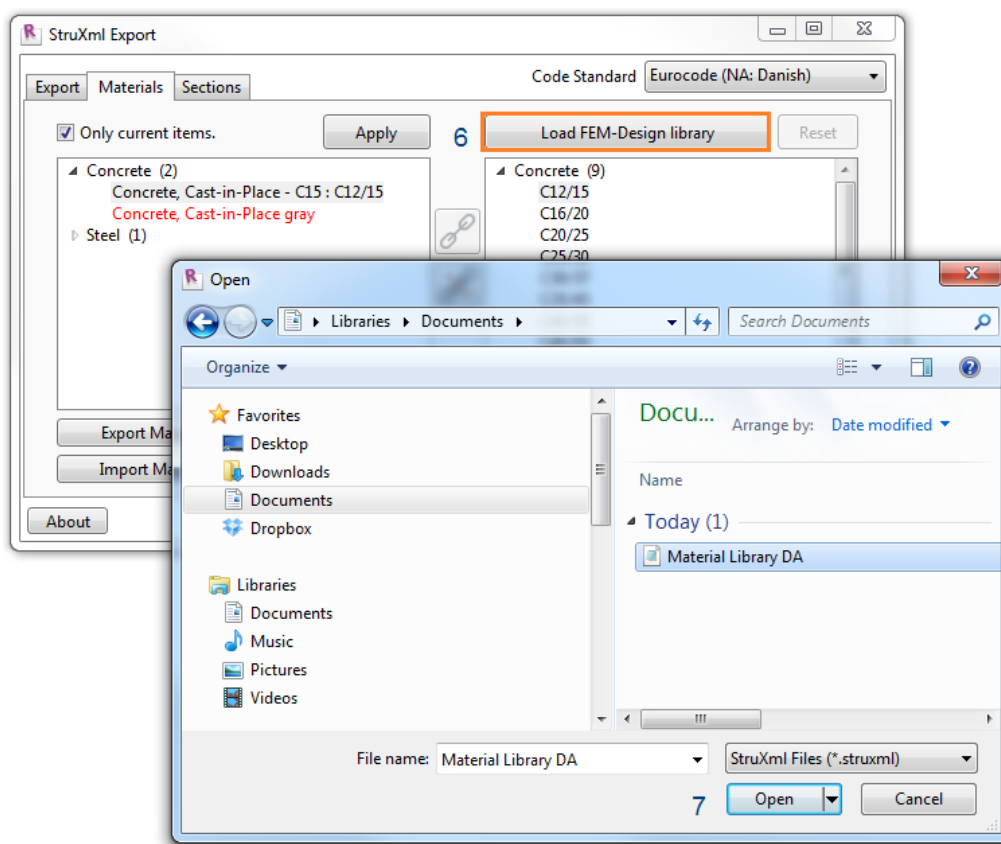 StruXml Export
Code Standard Eurocode (NA: Danish)
Export Materials Sections
Only current items. Apply 6 Load FEM-Design library Reset
Concrete (2)
Concrete, Cast-in-Place - C15 : C12/15
Concrete, Cast-in-Place gray
Steel (1)
Concrete (9)
C12/15
C16/20
C20/25
C25/30
Export Ma
Import Ma
About
Open
Libraries Documents Search Documents
Organize
Favorites
Desktop
Downloads
Documents
Dropbox
Libraries
Documents
Music
Pictures
Videos
Docu... Arrange by: Date modified
Name
Today (1)
Material Library DA
File name: Material Library DA StruXml Files (*.struxml)
7 Open Cancel